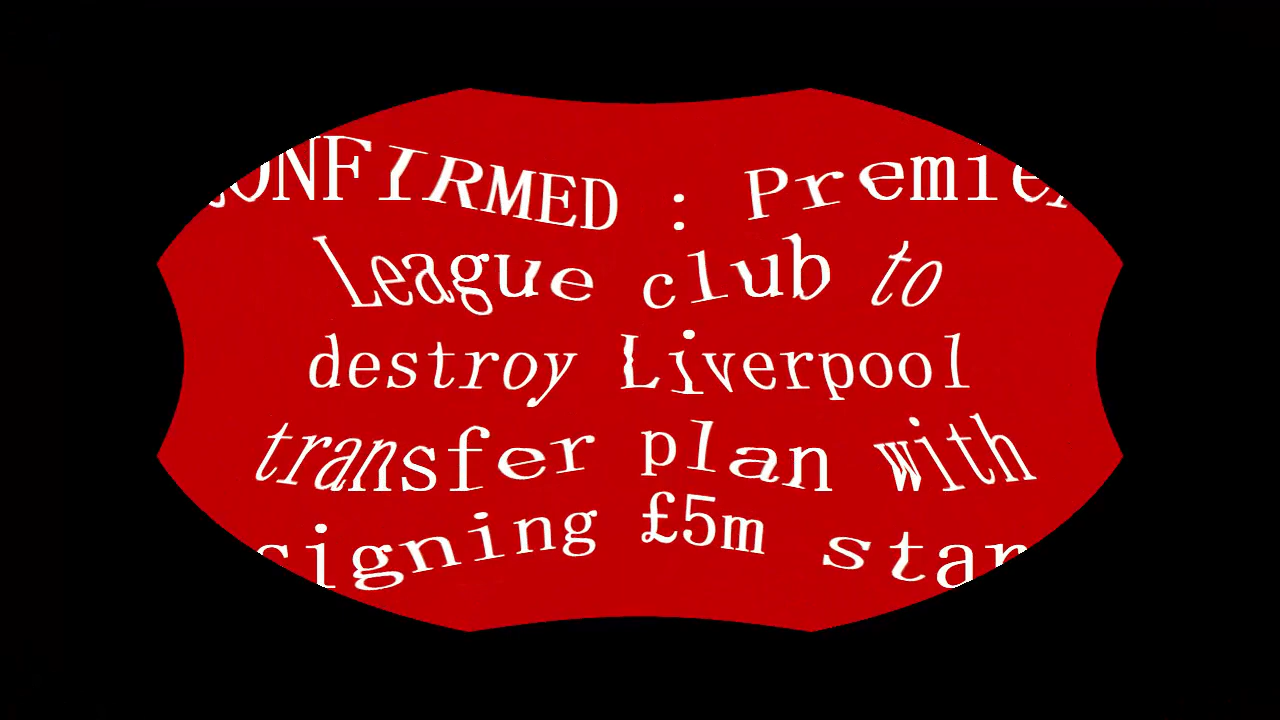 CONFIRMED : Premier
League club to
destroy Liverpool
transfer plan with
signing £5m star